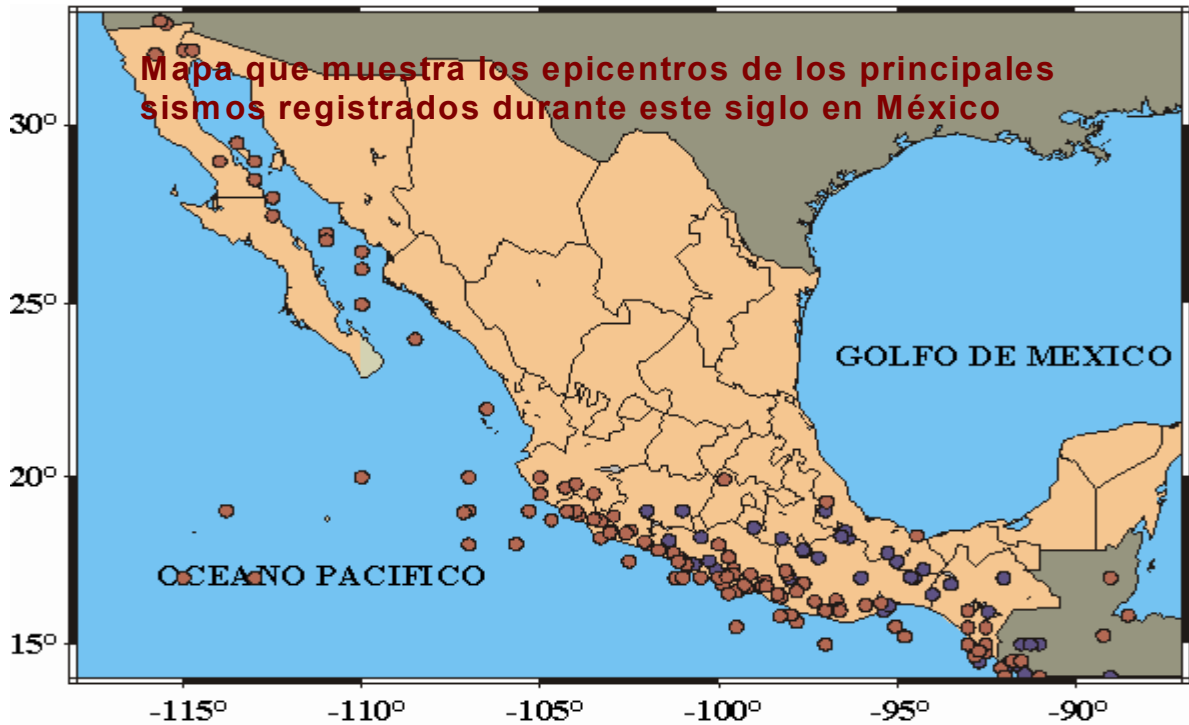 Mapa que muestra los epicentros de los principales
sismos registrados durante este siglo en México
30°
25°
GOLFO DE MEXICO
20°
OCEANO PACIFICO
15°
-115° -110° -105° -100° -95° -90°